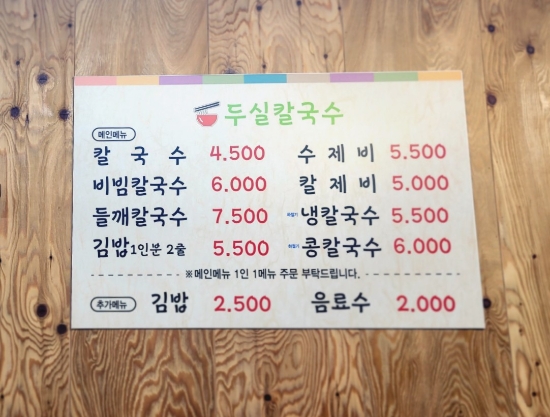 두실칼국수
메인메뉴
칼 국 수 4.500 수 제 비 5.500
비빔칼국수 6.000 칼 제 비 5.000
들깨칼국수 7.500 냉칼국수 5.500
김밥1인분 2줄 5.500 콩칼국수 6.000
※메인메뉴 1인 1메뉴 주문 부탁드립니다.
추가메뉴 김밥 2.500 음료수 2.000